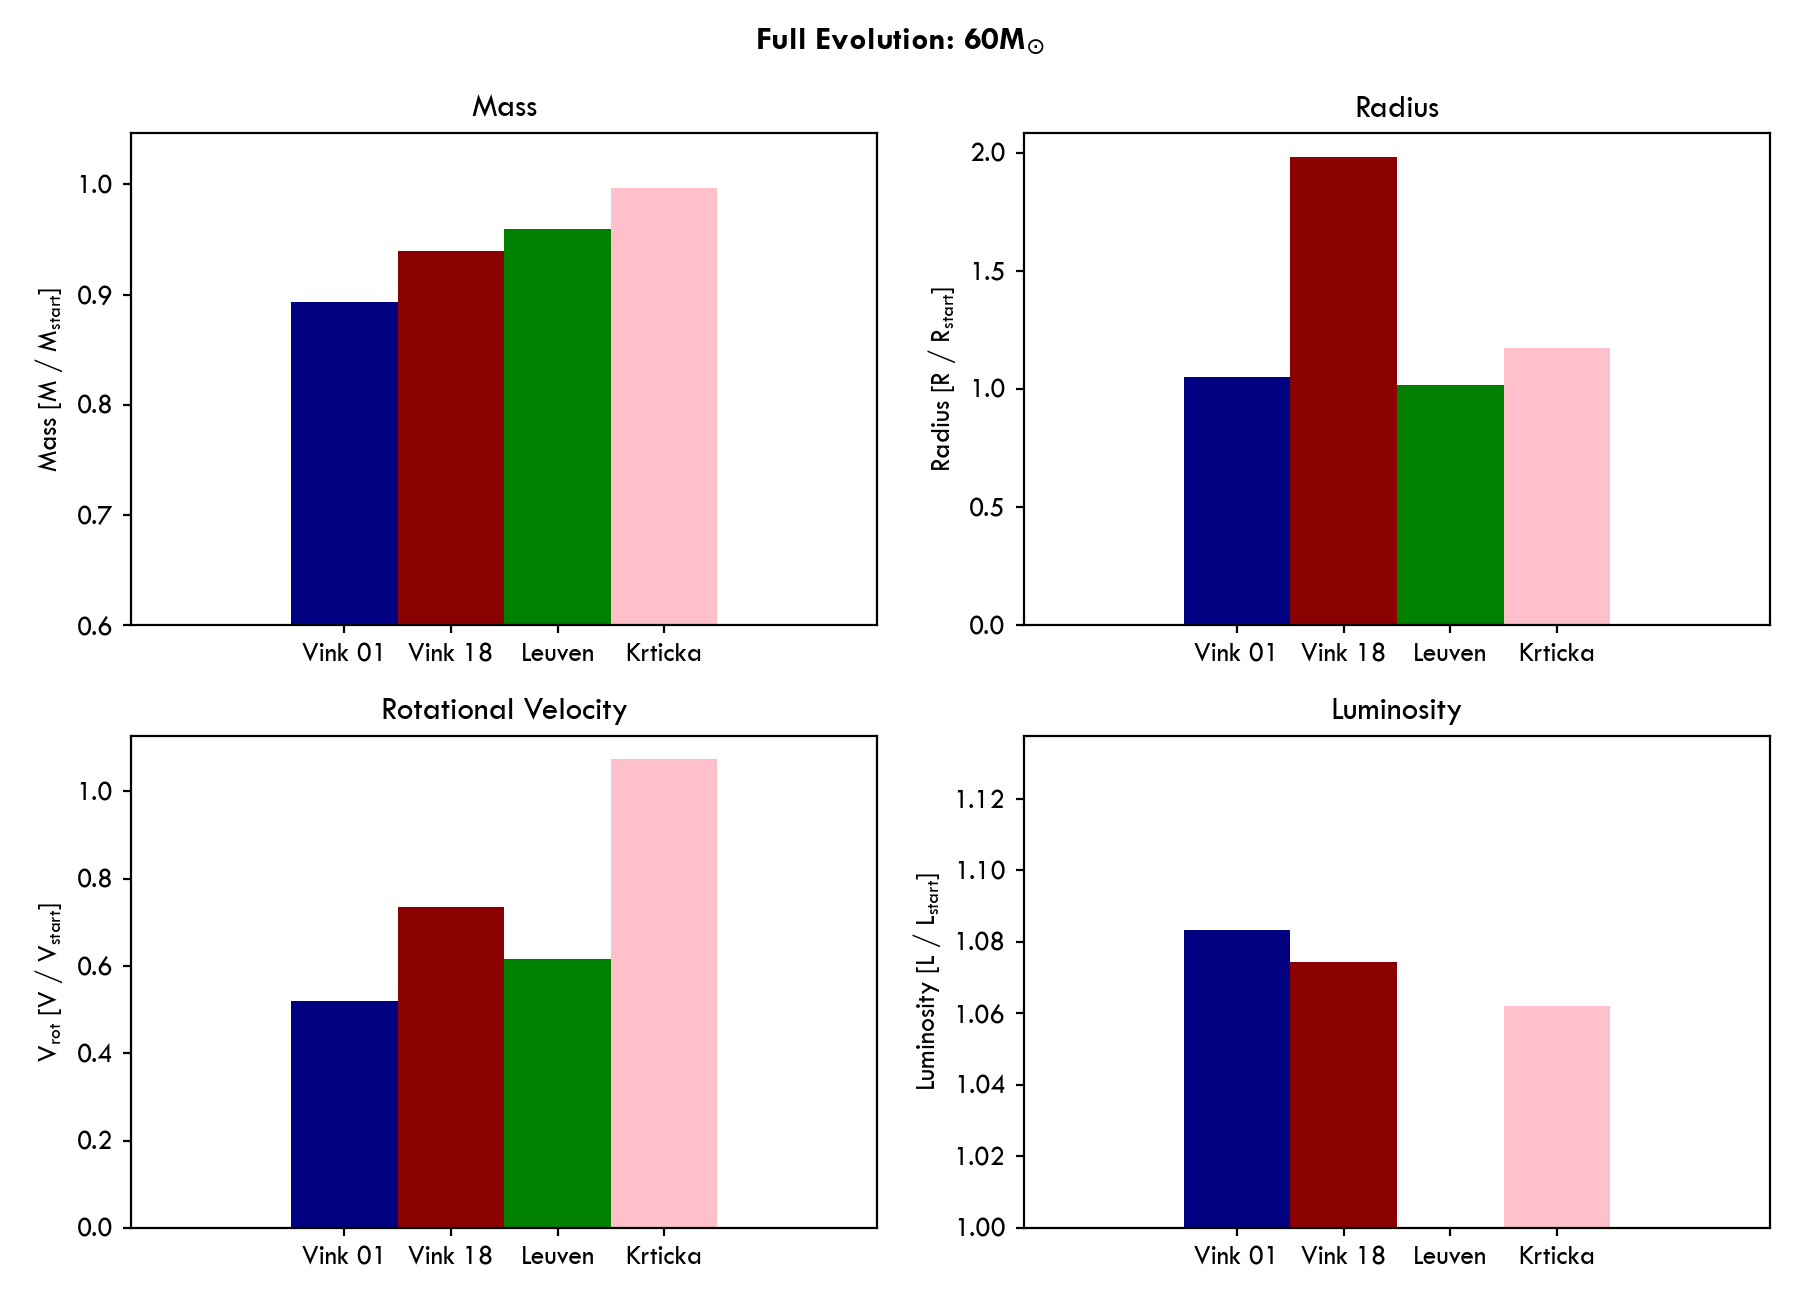 Full Evolution: 60M☉
Mass
Mass [M / Mstart]
1.0
0.9
0.8
0.7
0.6
Vink 01 Vink 18 Leuven Krticka
Radius
Radius [R / Rstart]
2.0
1.5
1.0
0.5
0.0
Vink 01 Vink 18 Leuven Krticka
Rotational Velocity
Vrot [V / Vstart]
1.0
0.8
0.6
0.4
0.2
0.0
Vink 01 Vink 18 Leuven Krticka
Luminosity
Luminosity [L / Lstart]
1.12
1.10
1.08
1.06
1.04
1.02
1.00
Vink 01 Vink 18 Leuven Krticka